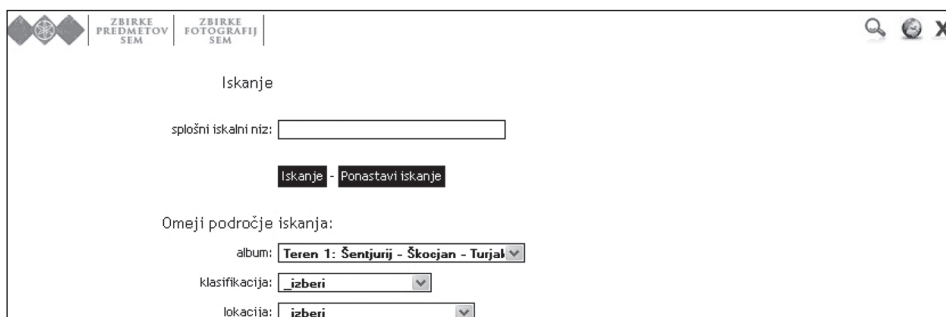 ZBIRKE
PREDMETOV
SEM
ZBIRKE
FOTOGRAFIJ
SEM
X
Iskanje
splošni iskalni niz:
Iskanje - Ponastavi iskanje
Omeji področje iskanja:
album: Teren 1: Šentjurij - Škocjan - Turjak
klasifikacija: _izberi
lokacija: _izberi